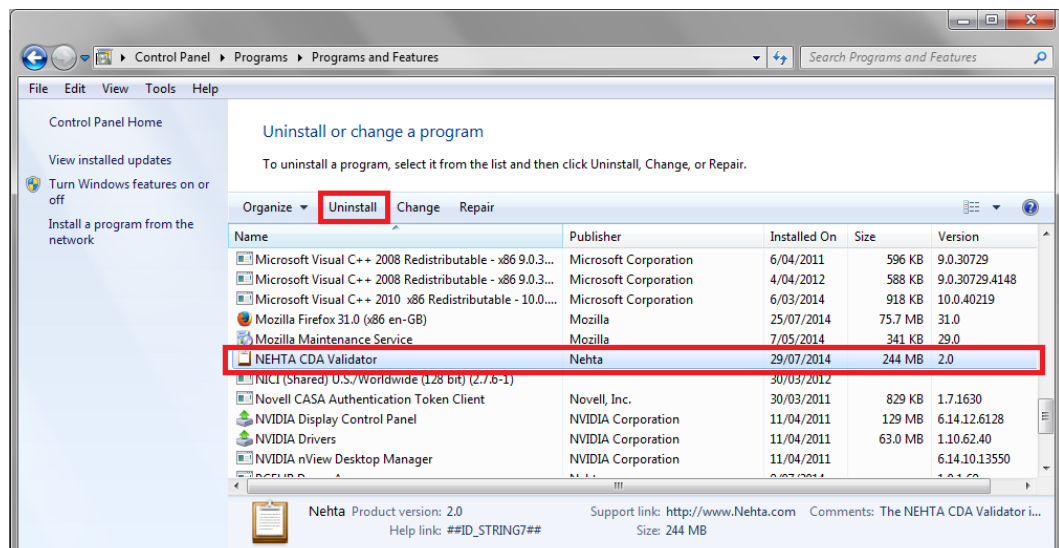 Control Panel ▸ Programs ▸ Programs and Features Search Programs and Features
File Edit View Tools Help
Control Panel Home
View installed updates
Turn Windows features on or off
Install a program from the network
Uninstall or change a program
To uninstall a program, select it from the list and then click Uninstall, Change, or Repair.
Organize Uninstall Change Repair
Name Publisher Installed On Size Version
Microsoft Visual C++ 2008 Redistributable - x86 9.0.3... Microsoft Corporation 6/04/2011 596 KB 9.0.30729
Microsoft Visual C++ 2008 Redistributable - x86 9.0.3... Microsoft Corporation 4/04/2012 588 KB 9.0.30729.4148
Microsoft Visual C++ 2010 x86 Redistributable - 10.0.... Microsoft Corporation 6/03/2014 918 KB 10.0.40219
Mozilla Firefox 31.0 (x86 en-GB) Mozilla 25/07/2014 75.7 MB 31.0
Mozilla Maintenance Service Mozilla 7/05/2014 341 KB 29.0
NEHTA CDA Validator Nehta 29/07/2014 244 MB 2.0
NICI (Shared) U.S./Worldwide (128 bit) (2.7.6-1) 30/03/2012
Novell CASA Authentication Token Client Novell, Inc. 30/03/2011 829 KB 1.7.1630
NVIDIA Display Control Panel NVIDIA Corporation 11/04/2011 129 MB 6.14.12.6128
NVIDIA Drivers NVIDIA Corporation 11/04/2011 63.0 MB 1.10.62.40
NVIDIA nView Desktop Manager NVIDIA Corporation 11/04/2011 6.14.10.13550
Nehta Product version: 2.0 Support link: http://www.Nehta.com Comments: The NEHTA CDA Validator i...
Help link: ##ID_STRING7## Size: 244 MB